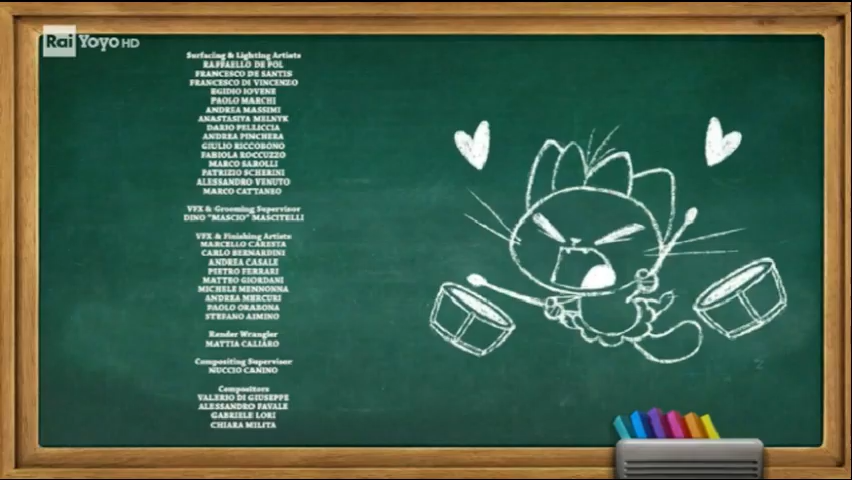 Rai Yoyo HD
Surfacing & Lighting Artists
RAFFAELLO DE POL
FRANCESCO DE SANTIS
FRANCESCO DI VINCENZO
EGIDIO IOVENE
PAOLO MARCHI
ANDREA MASSIMI
ANASTASIYA MELNYK
DARIO PELLICCIA
ANDREA PINCHERA
GIULIO RICCOBONO
FABIOLA ROCCUZZO
MARCO SAROLLI
PATRIZIO SCHERINI
ALESSANDRO VENUTO
MARCO CATTANEO
VFX & Grooming Supervisor
DINO "MASCIO" MASCITELLI
VFX & Finishing Artists
MARCELLO CARESTA
CARLO BERNARDINI
ANDREA CASALE
PIETRO FERRARI
MATTEO GIORDANI
MICHELE MENNONNA
ANDREA MERCURI
PAOLO ORABONA
STEFANO AIMINO
Render Wrangler
MATTIA CALIARO
Compositing Supervisor
NUCCIO CANINO
Compositors
VALERIO DI GIUSEPPE
ALESSANDRO FAVALE
GABRIELE LORI
CHIARA MILITA